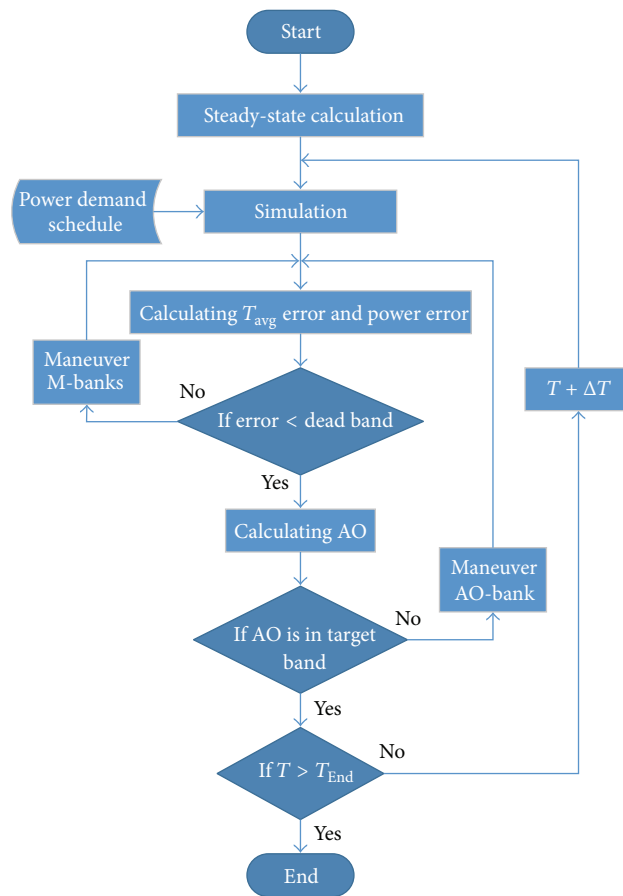 Start
Steady-state calculation
Power demand
schedule
Simulation
Calculating T_avg error and power error
Maneuver
M-banks
No
If error < dead band
T + ΔT
Yes
Calculating AO
Maneuver
AO-bank
No
If AO is in target
band
Yes
No
If T > T_End
Yes
End